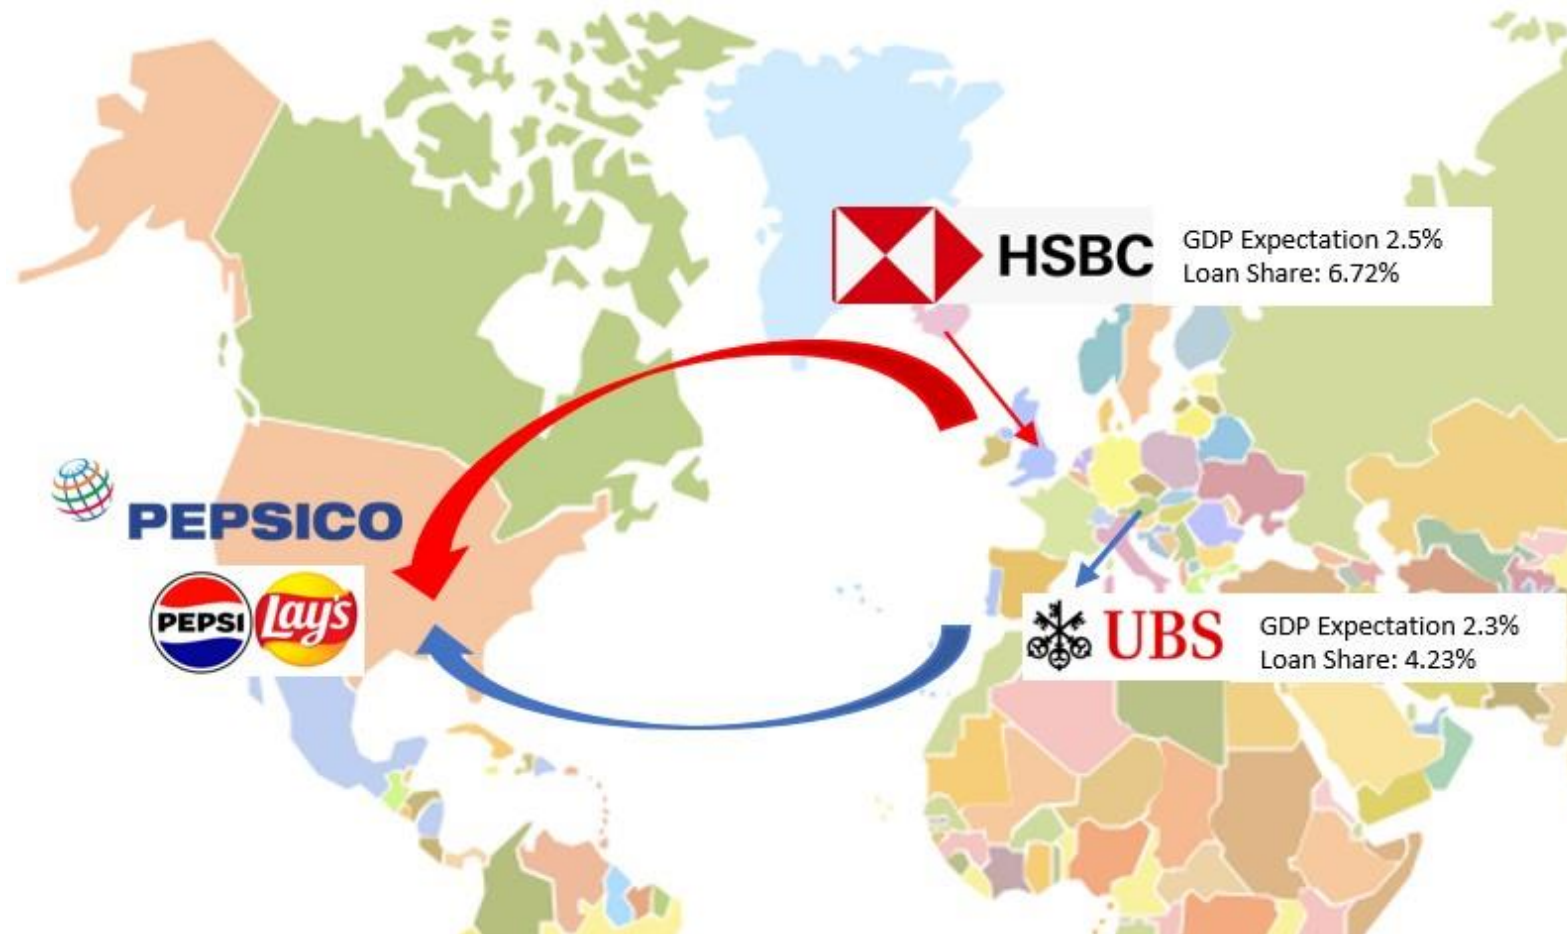 HSBC
GDP Expectation 2.5%
Loan Share: 6.72%
PEPSICO
PEPSI
Lay's
UBS
GDP Expectation 2.3%
Loan Share: 4.23%